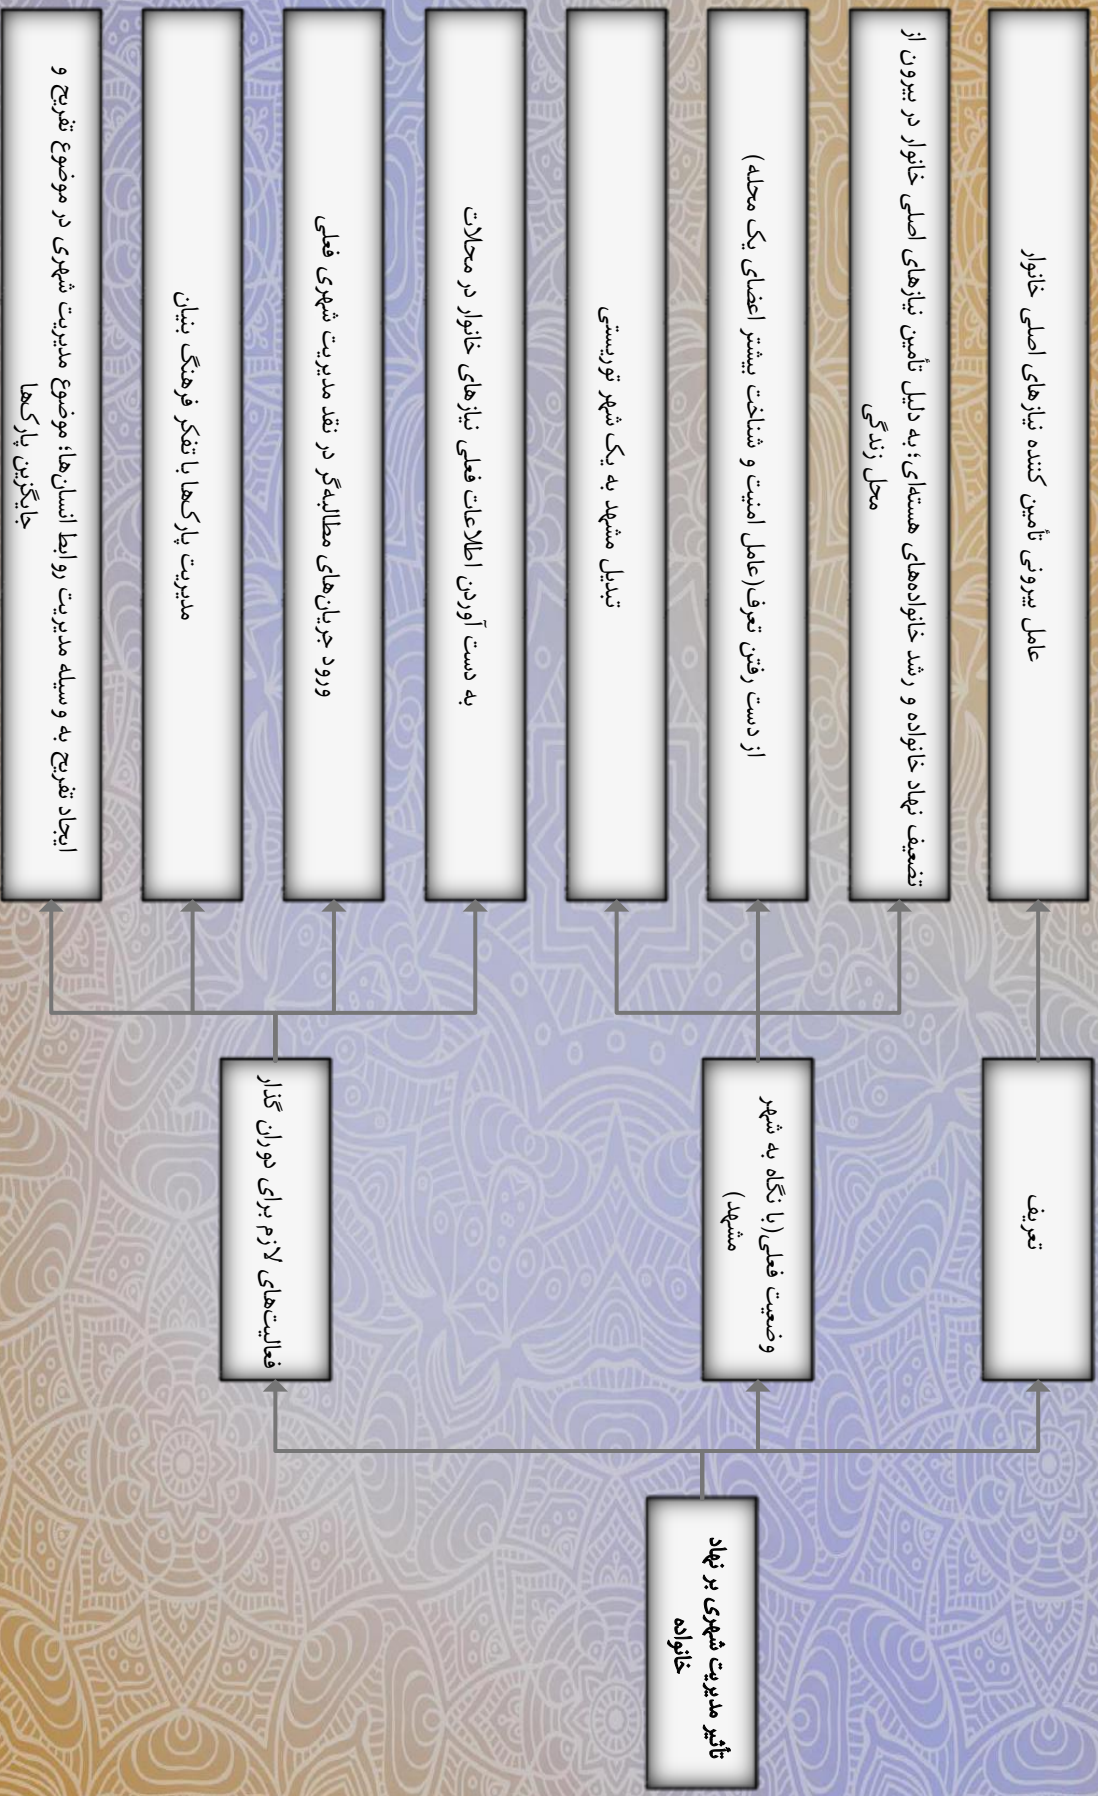 تأثیر مدیریت شهری بر نهاد
خانواده
تعریف
عامل بیرونی تأمین کننده نیازهای اصلی خانوار
وضعیت فعلی(با نگاه به شهر
مشهد)
تضعیف نهاد خانواده و رشد خانواده‌های هسته‌ای؛ به دلیل تأمین نیازهای اصلی خانوار در بیرون از
محل زندگی
از دست رفتن تعرف(عامل امنیت و شناخت بیشتر اعضای یک محله)
تبدیل مشهد به یک شهر توریستی
فعالیت‌های لازم برای دوران گذار
به دست آوردن اطلاعات فعلی نیازهای خانوار در محلات
ورود جریان‌های مطالبه‌گر در نقد مدیریت شهری فعلی
مدیریت پارک‌ها با تفکر فرهنگ بنیان
ایجاد تفریح به وسیله مدیریت روابط انسان‌ها؛ موضوع مدیریت شهری در موضوع تفریح و
جایگزین پارک‌ها